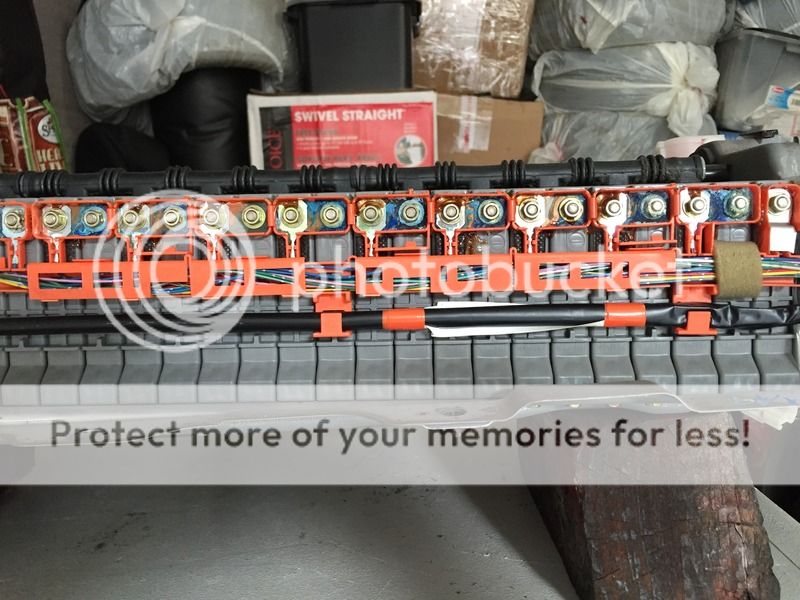 SWIVEL STRAIGHT
photobucket
Protect more of your memories for less!